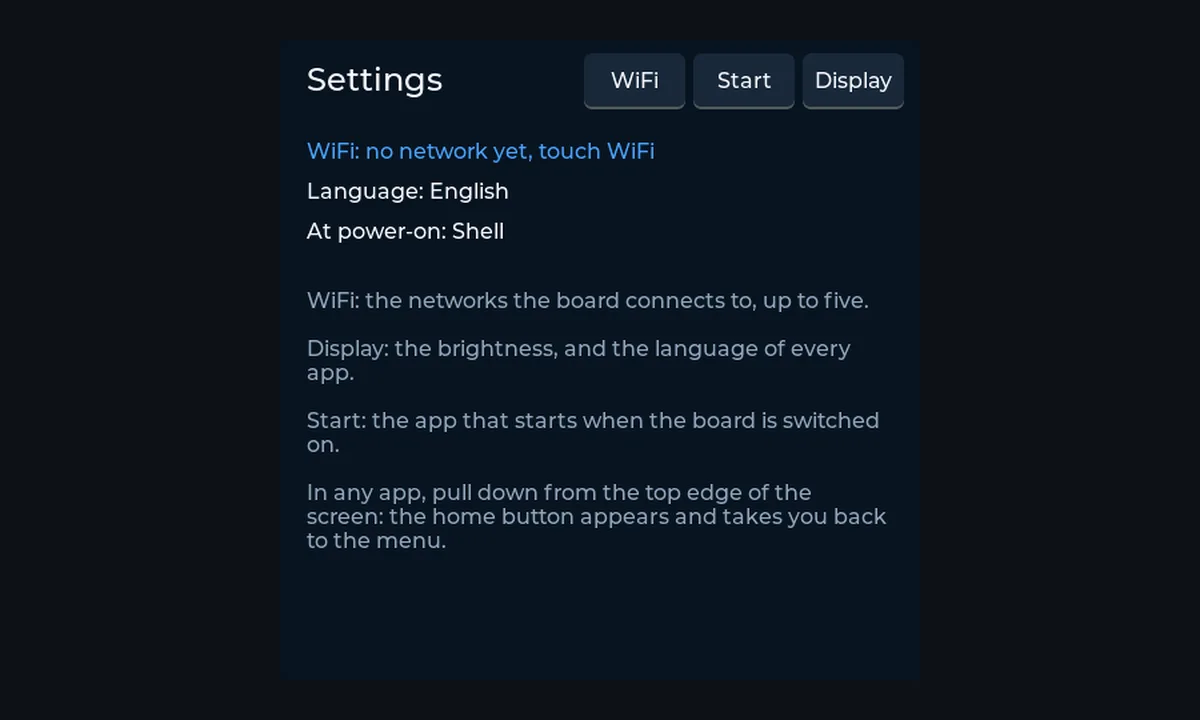 Settings
WiFi
Start
Display
WiFi: no network yet, touch WiFi
Language: English
At power-on: Shell
WiFi: the networks the board connects to, up to five.
Display: the brightness, and the language of every
app.
Start: the app that starts when the board is switched
on.
In any app, pull down from the top edge of the
screen: the home button appears and takes you back
to the menu.